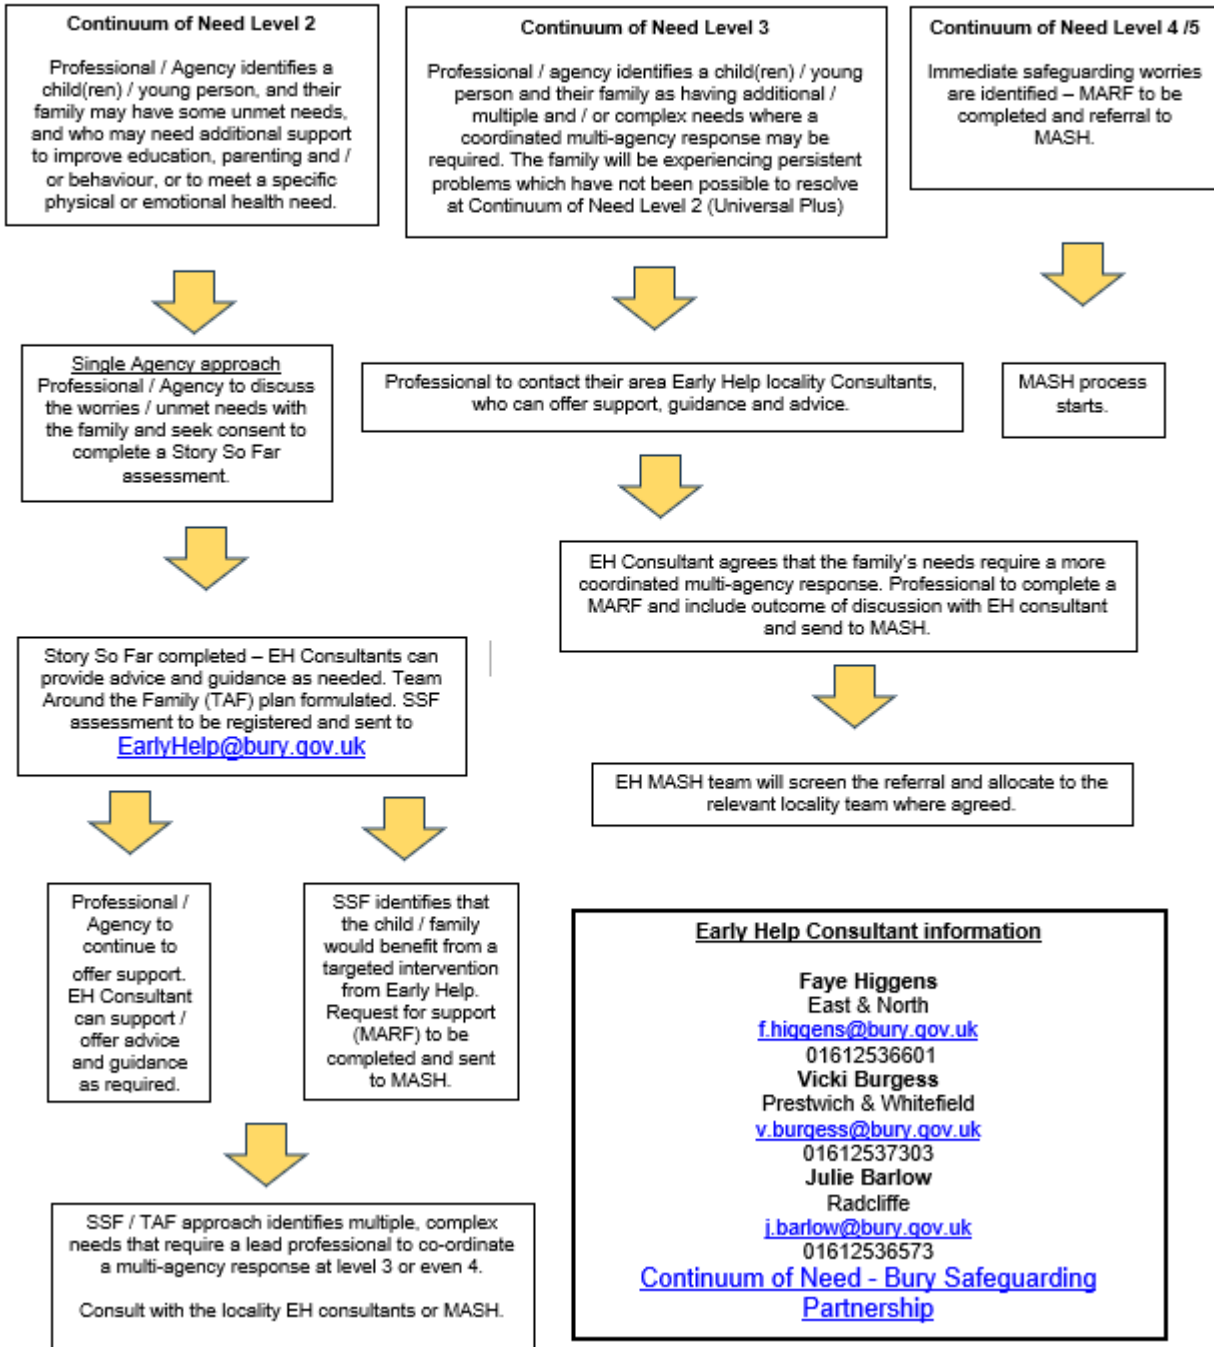 Continuum of Need Level 2
Professional / Agency identifies a
child(ren) / young person, and their
family may have some unmet needs,
and who may need additional support
to improve education, parenting and /
or behaviour, or to meet a specific
physical or emotional health need.
Continuum of Need Level 3
Professional / agency identifies a child(ren) / young
person and their family as having additional /
multiple and / or complex needs where a
coordinated multi-agency response may be
required. The family will be experiencing persistent
problems which have not been possible to resolve
at Continuum of Need Level 2 (Universal Plus)
Continuum of Need Level 4 /5
Immediate safeguarding worries
are identified – MARF to be
completed and referral to
MASH.
Single Agency approach
Professional / Agency to discuss
the worries / unmet needs with
the family and seek consent to
complete a Story So Far
assessment.
Professional to contact their area Early Help locality Consultants,
who can offer support, guidance and advice.
MASH process
starts.
EH Consultant agrees that the family's needs require a more
coordinated multi-agency response. Professional to complete a
MARF and include outcome of discussion with EH consultant
and send to MASH.
Story So Far completed – EH Consultants can
provide advice and guidance as needed. Team
Around the Family (TAF) plan formulated. SSF
assessment to be registered and sent to
EarlyHelp@bury.gov.uk
EH MASH team will screen the referral and allocate to the
relevant locality team where agreed.
Professional /
Agency to
continue to
offer support.
EH Consultant
can support /
offer advice
and guidance
as required.
SSF identifies that
the child / family
would benefit from a
targeted intervention
from Early Help.
Request for support
(MARF) to be
completed and sent
to MASH.
SSF / TAF approach identifies multiple, complex
needs that require a lead professional to co-ordinate
a multi-agency response at level 3 or even 4.
Consult with the locality EH consultants or MASH.
Early Help Consultant information
Faye Higgens
East & North
f.higgens@bury.gov.uk
01612536601
Vicki Burgess
Prestwich & Whitefield
v.burgess@bury.gov.uk
01612537303
Julie Barlow
Radcliffe
j.barlow@bury.gov.uk
01612536573
Continuum of Need - Bury Safeguarding
Partnership